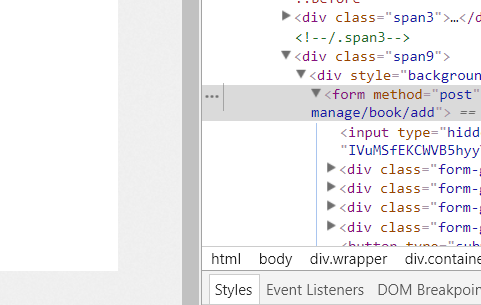 ::before
<div class="span3">…</d
<!--/.span3-->
<div class="span9">
<div style="background
… <form method="post"
manage/book/add"> ==
<input type="hidd
"IVuMSfEKCWVB5hyy
<div class="form-g
<div class="form-g
<div class="form-g
<div class="form-g
<button type="sub
html body div.wrapper div.containe
Styles Event Listeners DOM Breakpoin